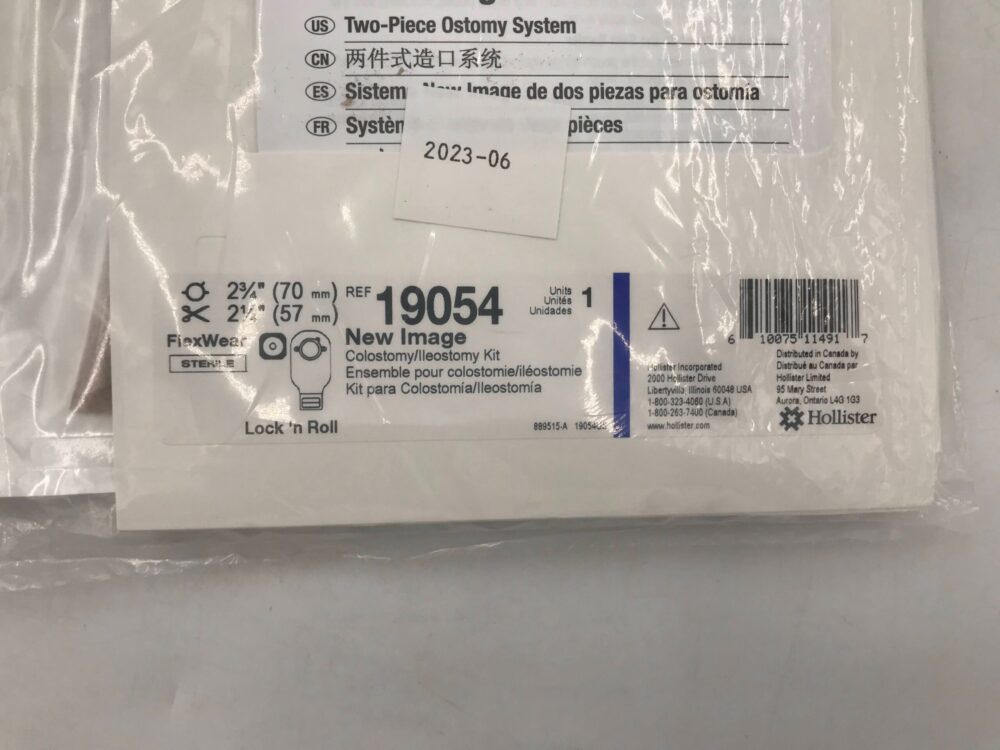 US Two-Piece Ostomy System
CN 两件式造口系统
ES Sistem New Image de dos piezas para ostomía
FR Systèm pièces
2023-06
2¾" (70 mm)
2¼" (57 mm)
FlexWear
STERILE
Lock 'n Roll
REF 19054
Units
Unités
Unidades
1
New Image
Colostomy/Ileostomy Kit
Ensemble pour colostomie/iléostomie
Kit para Colostomía/Ileostomía
889515-A
6 10075 11491 7
Hollister Incorporated
2000 Hollister Drive
Libertyville, Illinois 60048 USA
1-800-323-4060 (U.S.A)
1-800-263-7400 (Canada)
www.hollister.com
Distributed in Canada by
Distribué au Canada par
Hollister Limited
95 Mary Street
Aurora, Ontario L4G 1G3
Hollister